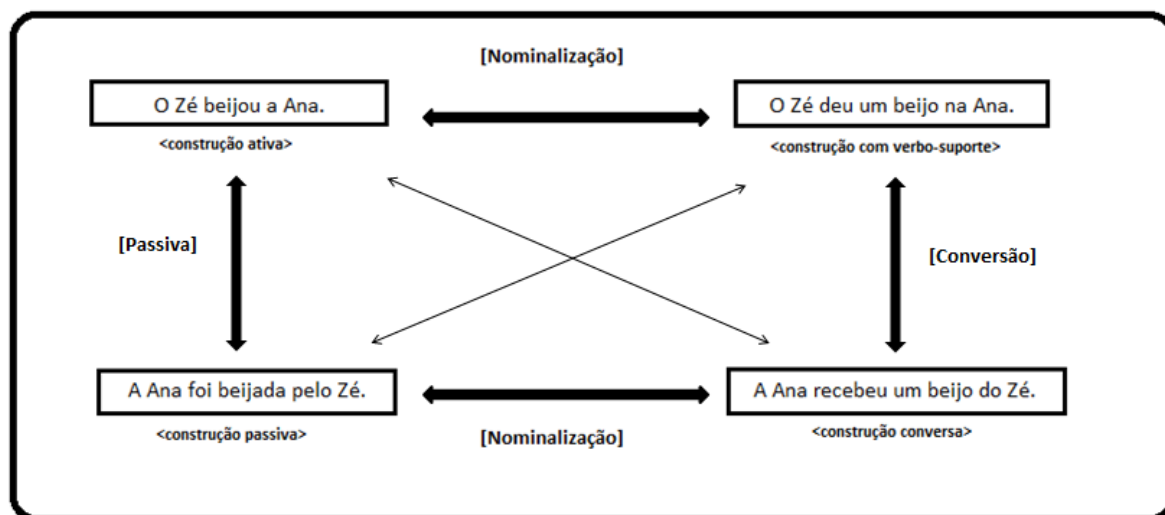 [Nominalização]
O Zé beijou a Ana.
O Zé deu um beijo na Ana.
<construção ativa>
<construção com verbo-suporte>
[Passiva]
[Conversão]
A Ana foi beijada pelo Zé.
A Ana recebeu um beijo do Zé.
<construção passiva>
<construção conversa>
[Nominalização]